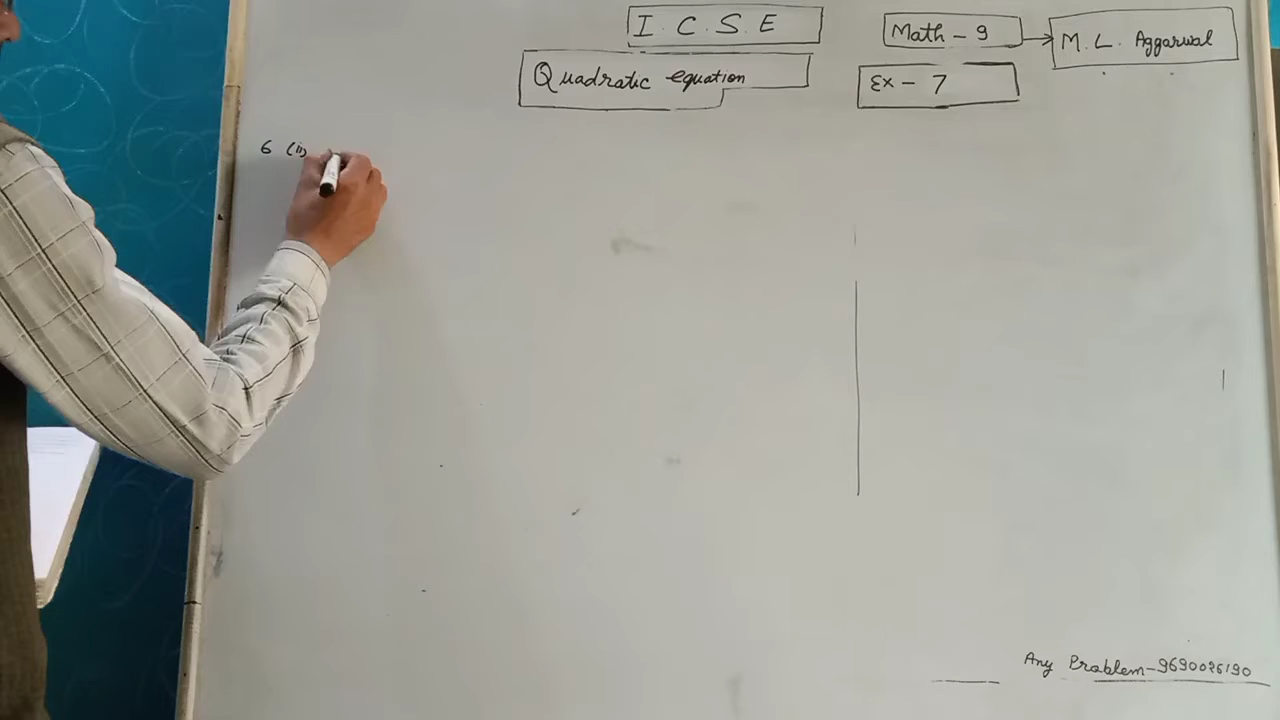 I. C. S. E
Math - 9 → M. L. Aggarwal
Quadratic equation
Ex - 7
6 (ii)
Any Problem-9690026190